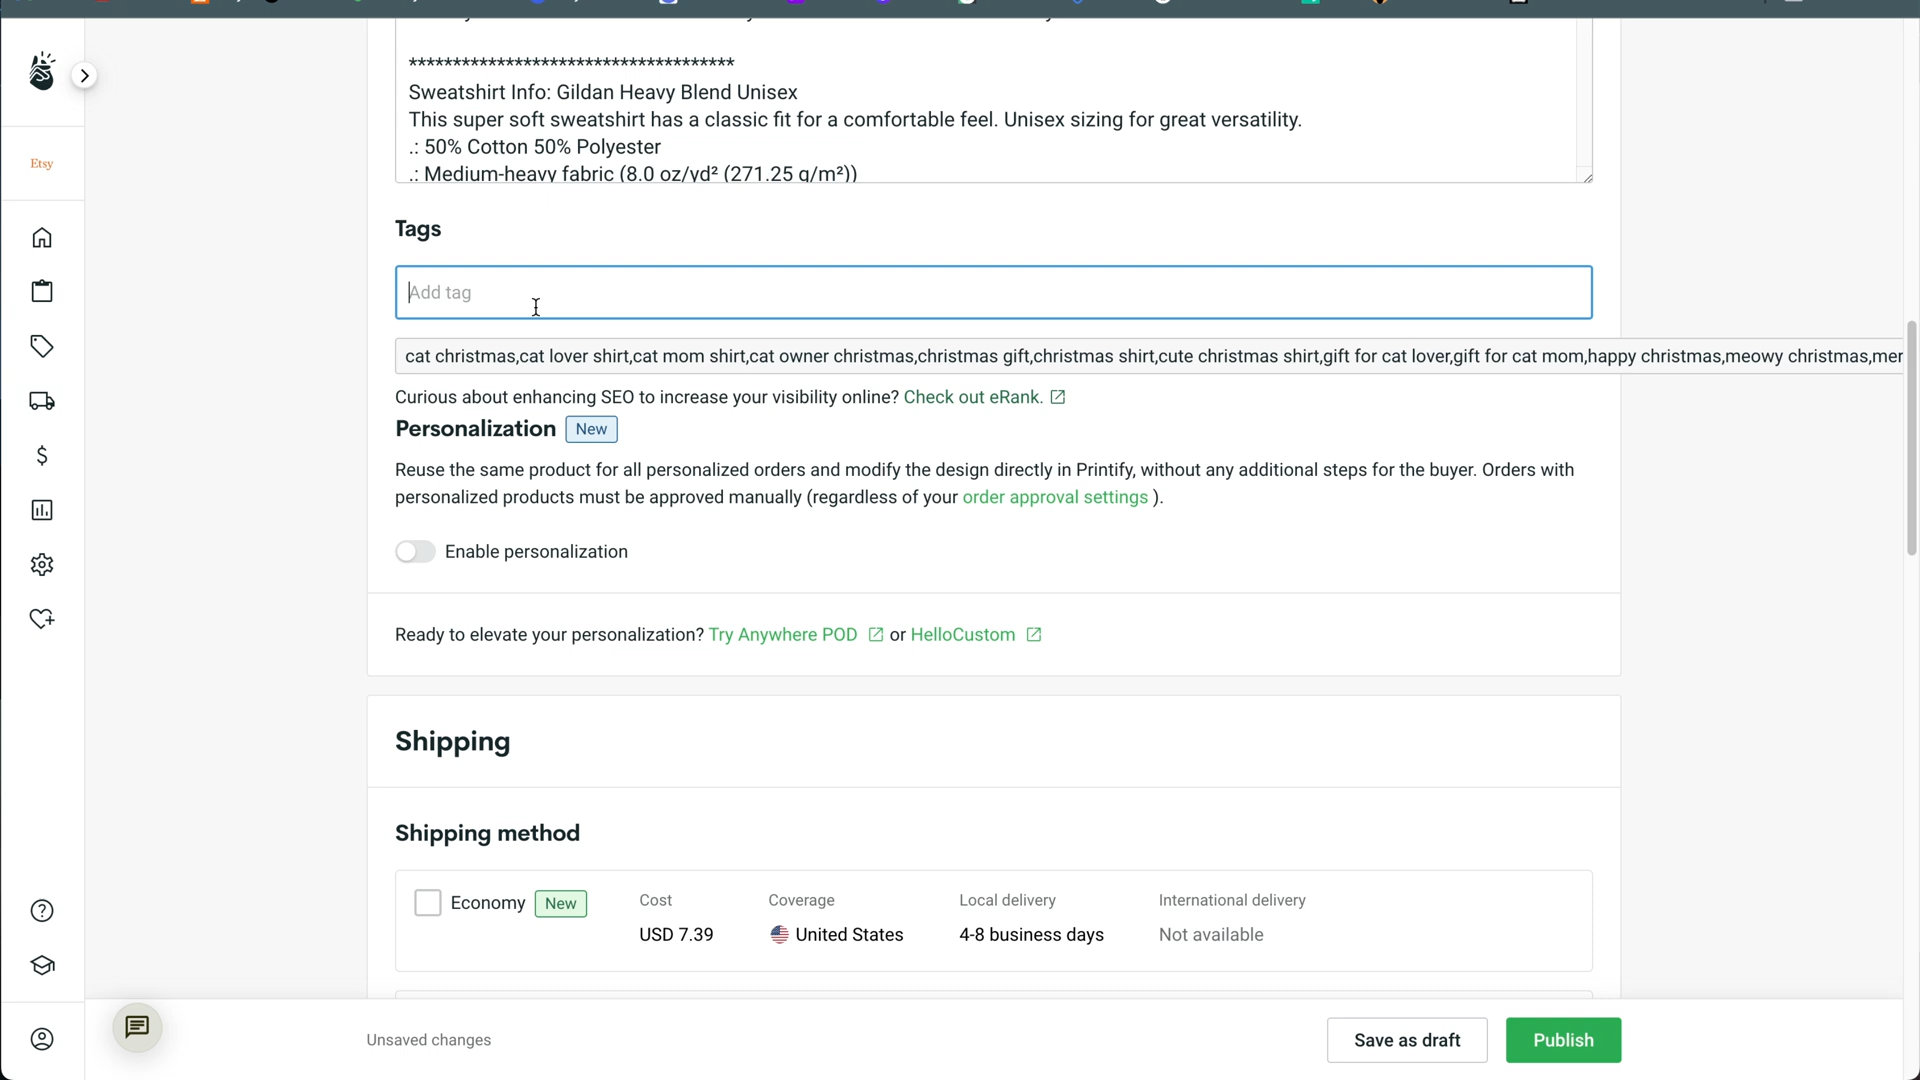 ************************************
Sweatshirt Info: Gildan Heavy Blend Unisex
This super soft sweatshirt has a classic fit for a comfortable feel. Unisex sizing for great versatility.
.: 50% Cotton 50% Polyester
.: Medium-heavy fabric (8.0 oz/yd² (271.25 g/m²))
Etsy
Tags
Add tag
cat christmas,cat lover shirt,cat mom shirt,cat owner christmas,christmas gift,christmas shirt,cute christmas shirt,gift for cat lover,gift for cat mom,happy christmas,meowy christmas,mer
Curious about enhancing SEO to increase your visibility online? Check out eRank.
Personalization New
Reuse the same product for all personalized orders and modify the design directly in Printify, without any additional steps for the buyer. Orders with
personalized products must be approved manually (regardless of your order approval settings ).
Enable personalization
Ready to elevate your personalization? Try Anywhere POD or HelloCustom
Shipping
Shipping method
Economy New
Cost
USD 7.39
Coverage
United States
Local delivery
4-8 business days
International delivery
Not available
Unsaved changes
Save as draft
Publish